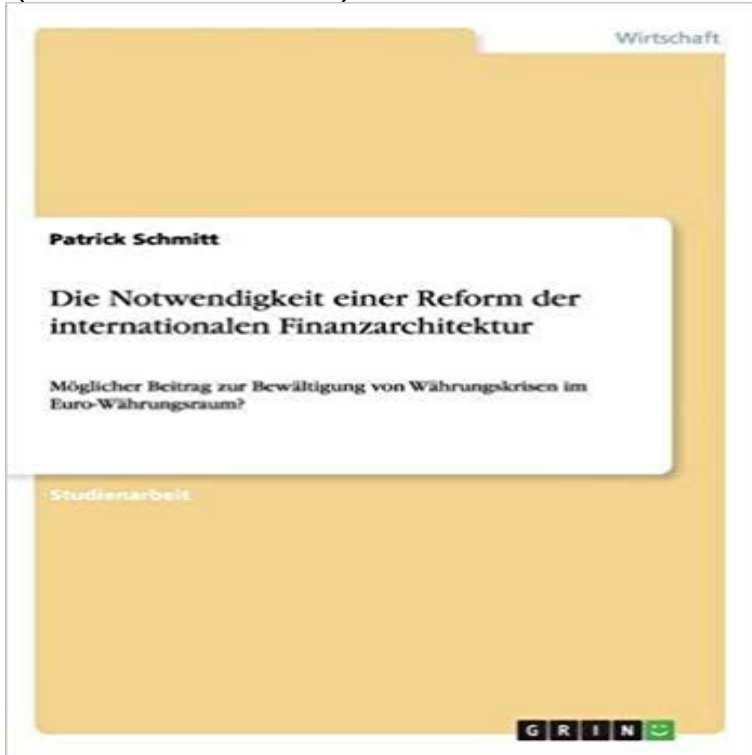 Wirtschaft
Patrick Schmitt
Die Notwendigkeit einer Reform der
internationalen Finanzarchitektur
Möglicher Beitrag zur Bewältigung von Währungskrisen im
Euro-Währungsraum?
Studienarbeit
GRIN